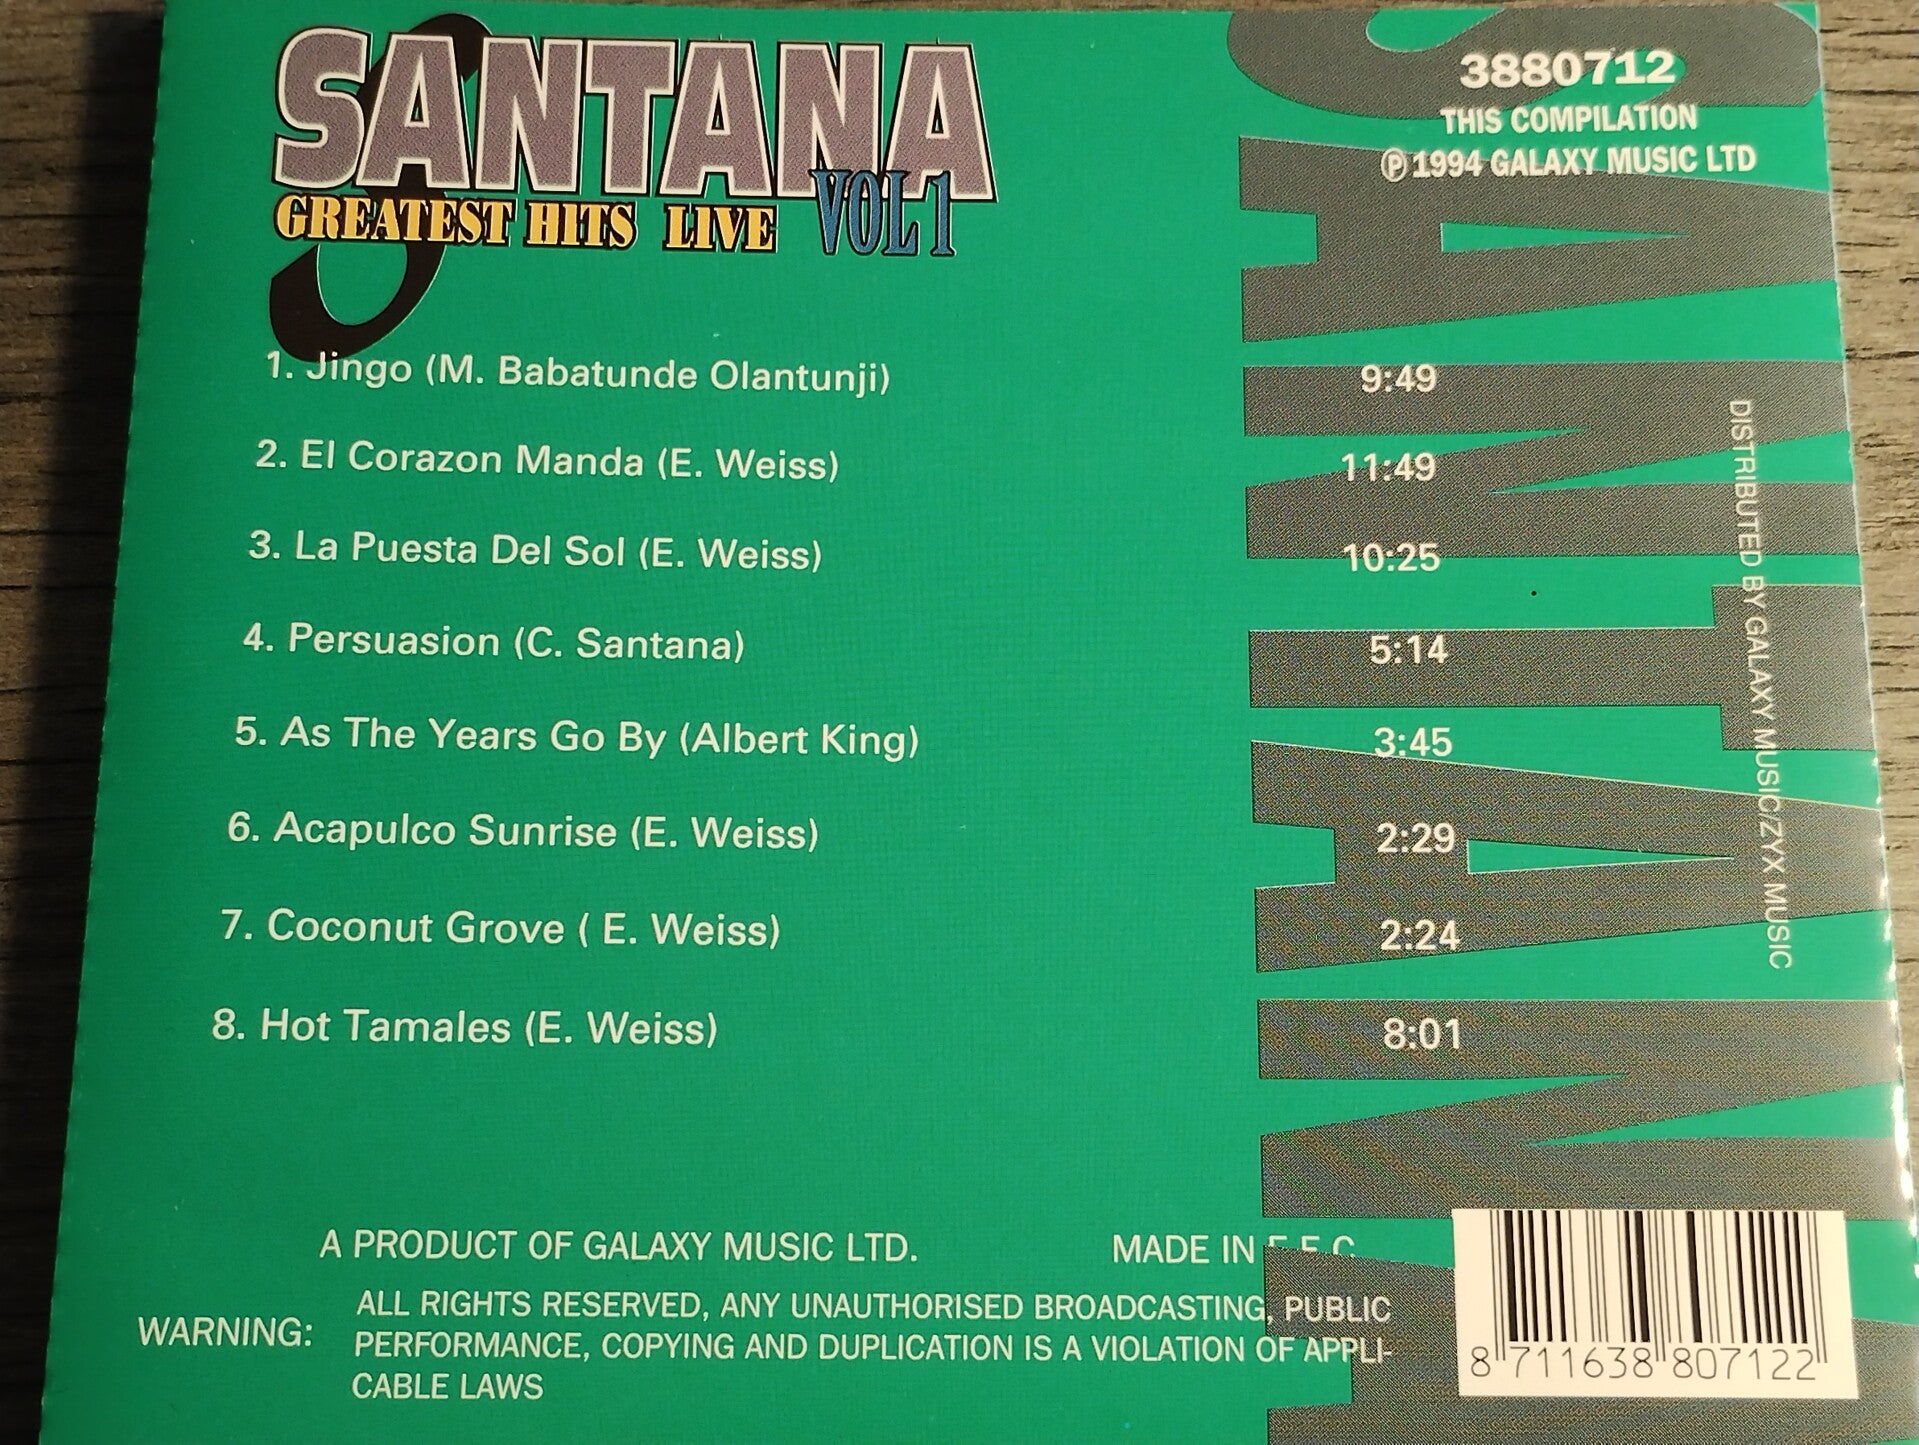 SANTANA
GREATEST HITS LIVE VOL 1
3880712
THIS COMPILATION
℗ 1994 GALAXY MUSIC LTD
1. Jingo (M. Babatunde Olantunji) 9:49
2. El Corazon Manda (E. Weiss) 11:49
3. La Puesta Del Sol (E. Weiss) 10:25
4. Persuasion (C. Santana) 5:14
5. As The Years Go By (Albert King) 3:45
6. Acapulco Sunrise (E. Weiss) 2:29
7. Coconut Grove ( E. Weiss) 2:24
8. Hot Tamales (E. Weiss) 8:01
DISTRIBUTED BY GALAXY MUSIC/ZYX MUSIC
SANTANA
A PRODUCT OF GALAXY MUSIC LTD. MADE IN E.E.C.
WARNING: ALL RIGHTS RESERVED, ANY UNAUTHORISED BROADCASTING, PUBLIC
PERFORMANCE, COPYING AND DUPLICATION IS A VIOLATION OF APPLI-
CABLE LAWS
8 711638 807122